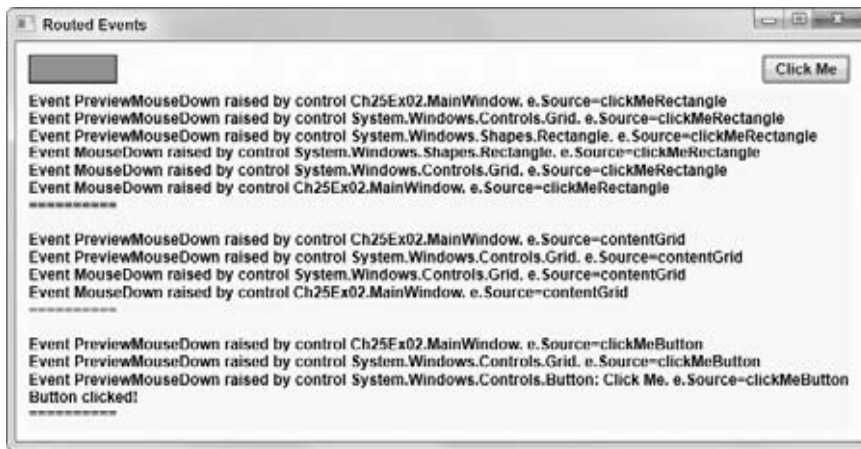 Routed Events
Click Me
Event PreviewMouseDown raised by control Ch25Ex02.MainWindow. e.Source=clickMeRectangle
Event PreviewMouseDown raised by control System.Windows.Controls.Grid. e.Source=clickMeRectangle
Event PreviewMouseDown raised by control System.Windows.Shapes.Rectangle. e.Source=clickMeRectangle
Event MouseDown raised by control System.Windows.Shapes.Rectangle. e.Source=clickMeRectangle
Event MouseDown raised by control System.Windows.Controls.Grid. e.Source=clickMeRectangle
Event MouseDown raised by control Ch25Ex02.MainWindow. e.Source=clickMeRectangle
==========
Event PreviewMouseDown raised by control Ch25Ex02.MainWindow. e.Source=contentGrid
Event PreviewMouseDown raised by control System.Windows.Controls.Grid. e.Source=contentGrid
Event MouseDown raised by control System.Windows.Controls.Grid. e.Source=contentGrid
Event MouseDown raised by control Ch25Ex02.MainWindow. e.Source=contentGrid
==========
Event PreviewMouseDown raised by control Ch25Ex02.MainWindow. e.Source=clickMeButton
Event PreviewMouseDown raised by control System.Windows.Controls.Grid. e.Source=clickMeButton
Event PreviewMouseDown raised by control System.Windows.Controls.Button: Click Me. e.Source=clickMeButton
Button clicked!
==========